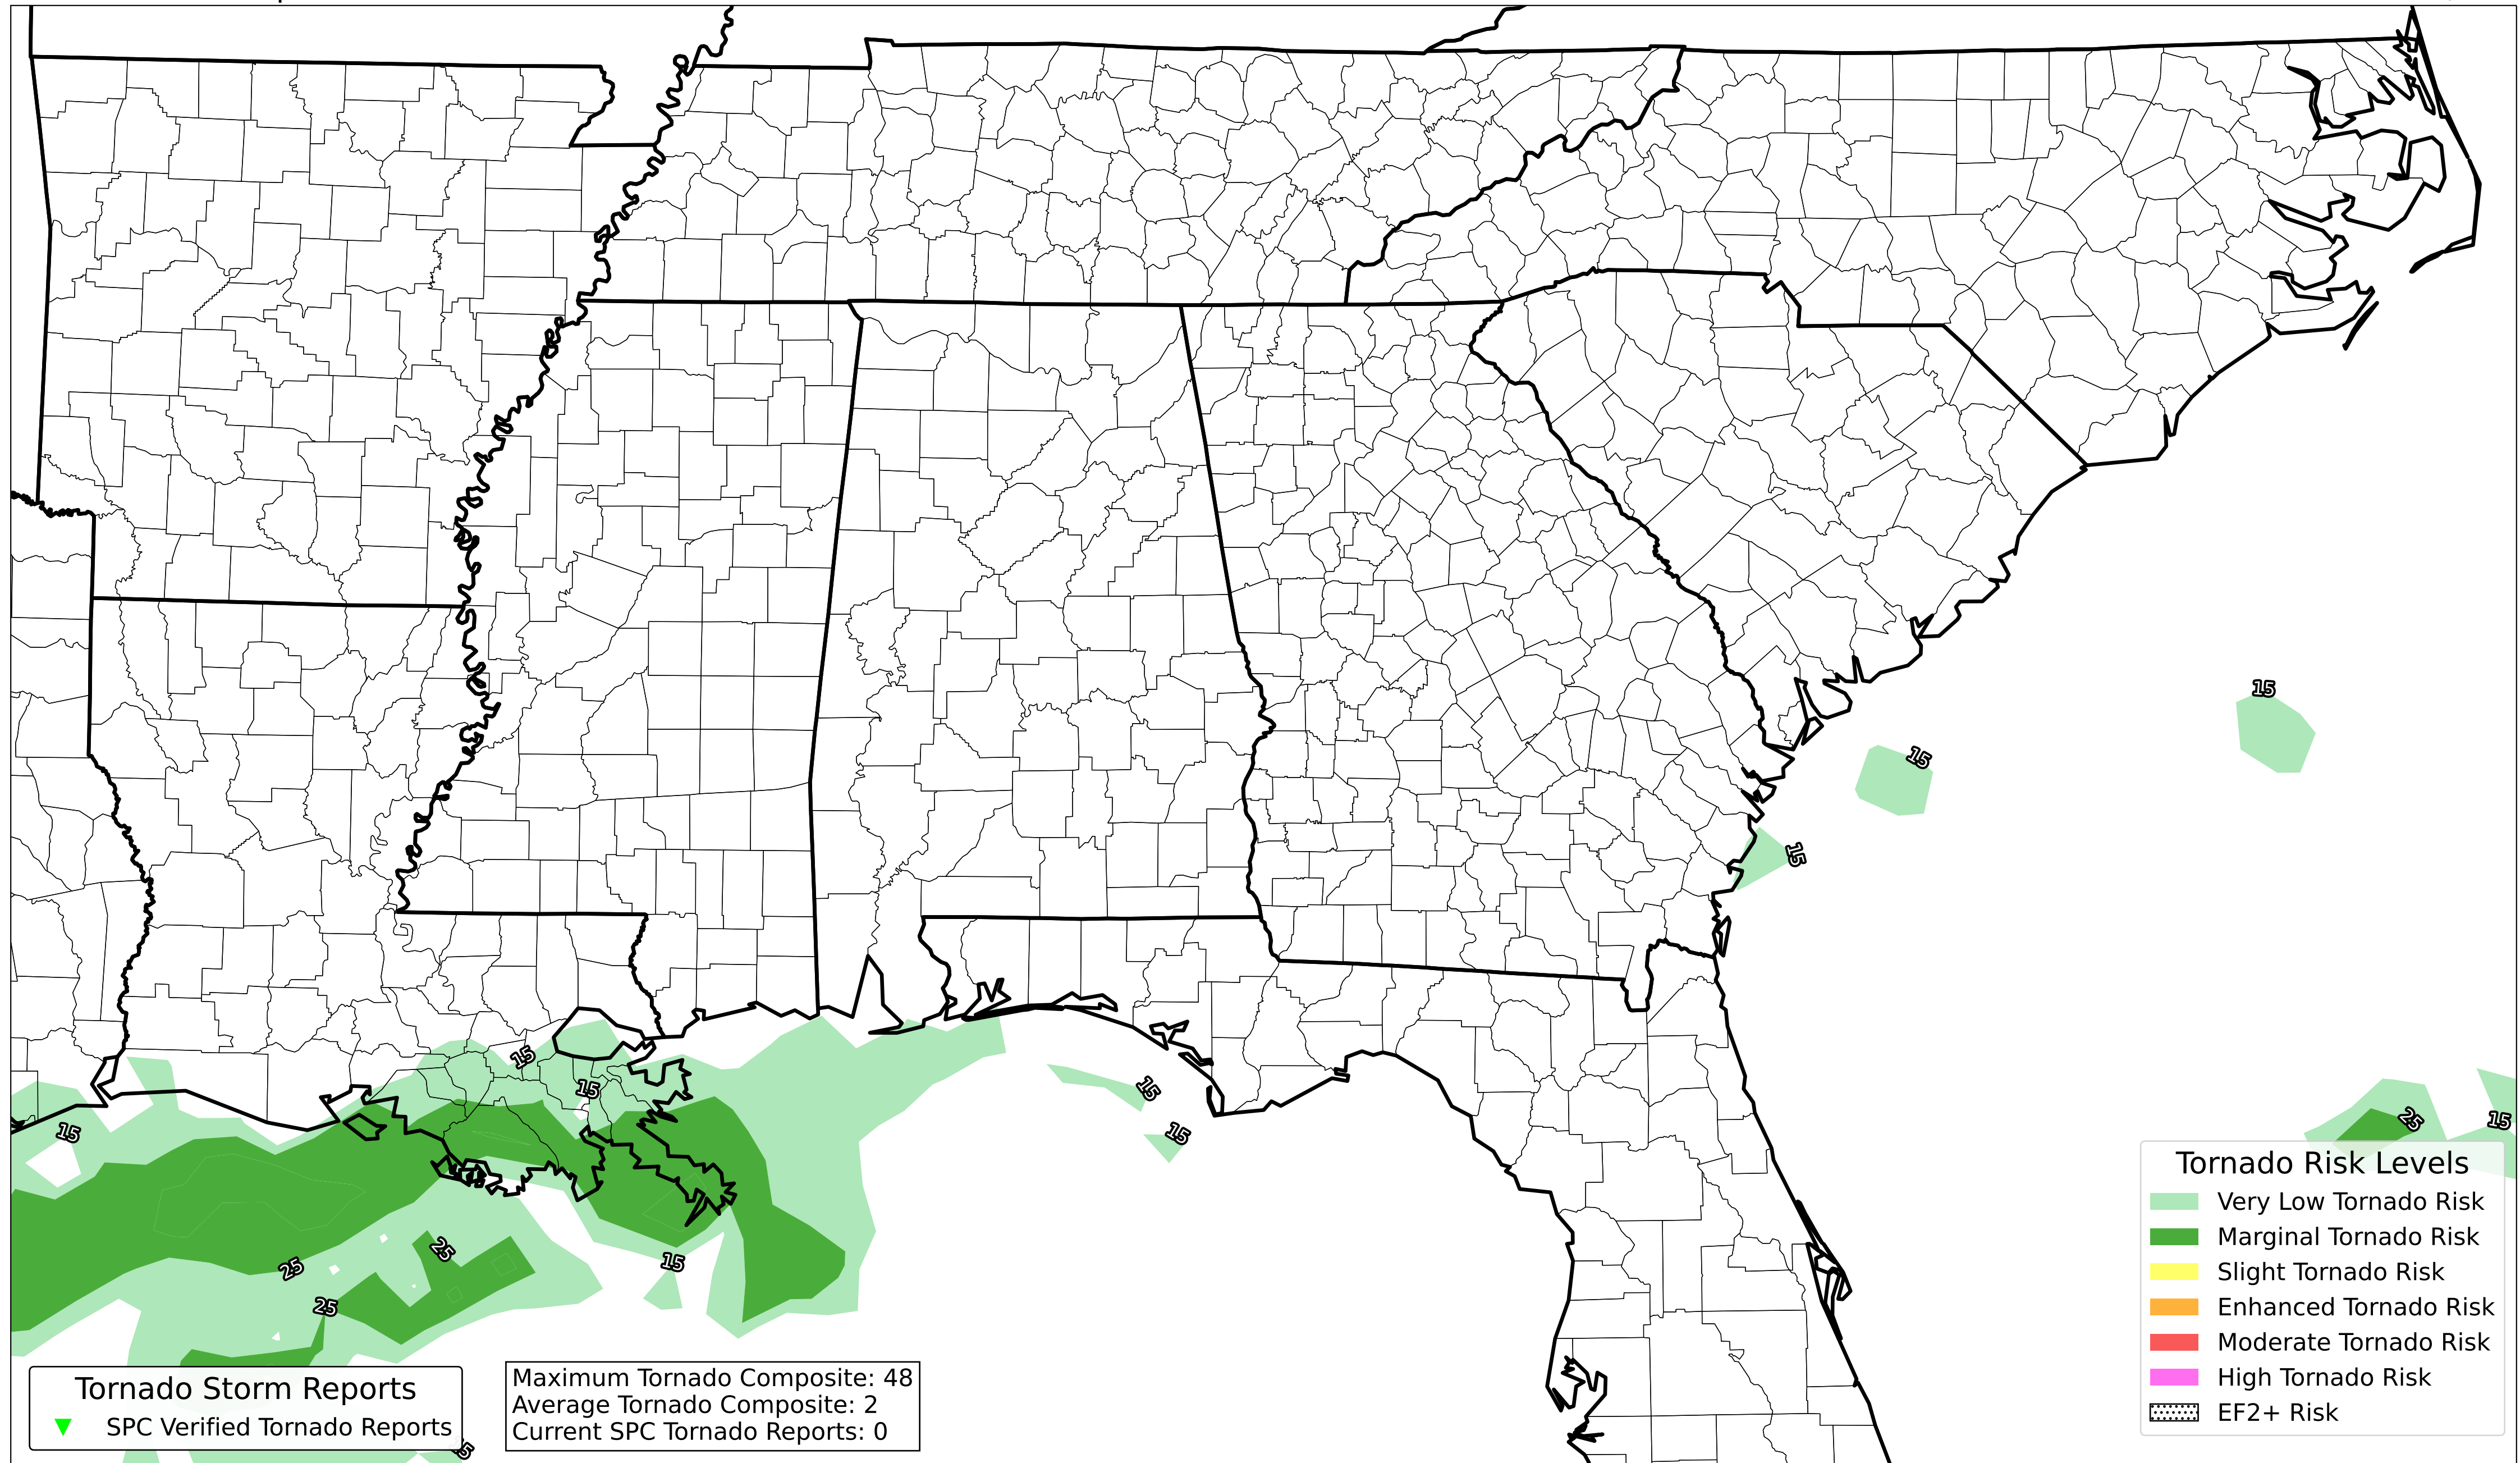 15
15
15
15
15
15
25
15
15
15
15
25
15
25
25
Tornado Risk Levels
Very Low Tornado Risk
Marginal Tornado Risk
Slight Tornado Risk
Enhanced Tornado Risk
Moderate Tornado Risk
High Tornado Risk
EF2+ Risk
Tornado Storm Reports
SPC Verified Tornado Reports
Maximum Tornado Composite: 48
Average Tornado Composite: 2
Current SPC Tornado Reports: 0